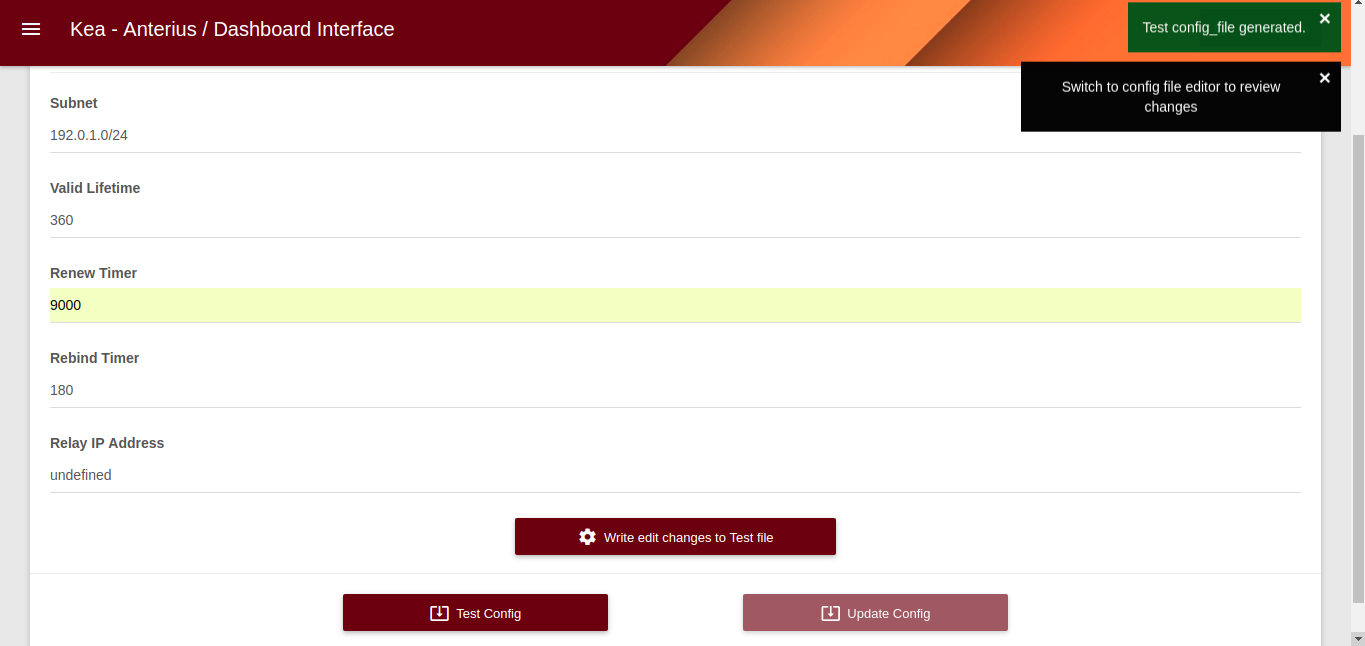 Kea - Anterius / Dashboard Interface
Test config_file generated.
Switch to config file editor to review
changes
Subnet
192.0.1.0/24
Valid Lifetime
360
Renew Timer
9000
Rebind Timer
180
Relay IP Address
undefined
Write edit changes to Test file
Test Config
Update Config